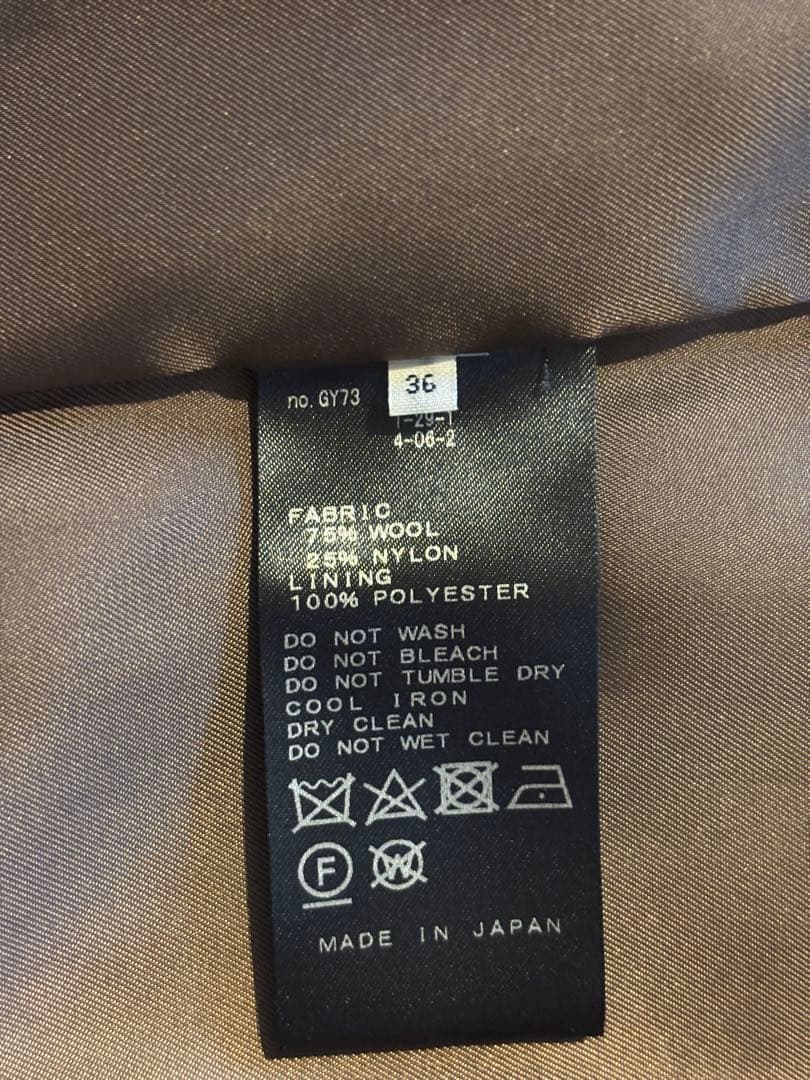 no. GY73
36
-29-1
4-06-2
FABRIC
75% WOOL
25% NYLON
LINING
100% POLYESTER
DO NOT WASH
DO NOT BLEACH
DO NOT TUMBLE DRY
COOL IRON
DRY CLEAN
DO NOT WET CLEAN
F W
MADE IN JAPAN